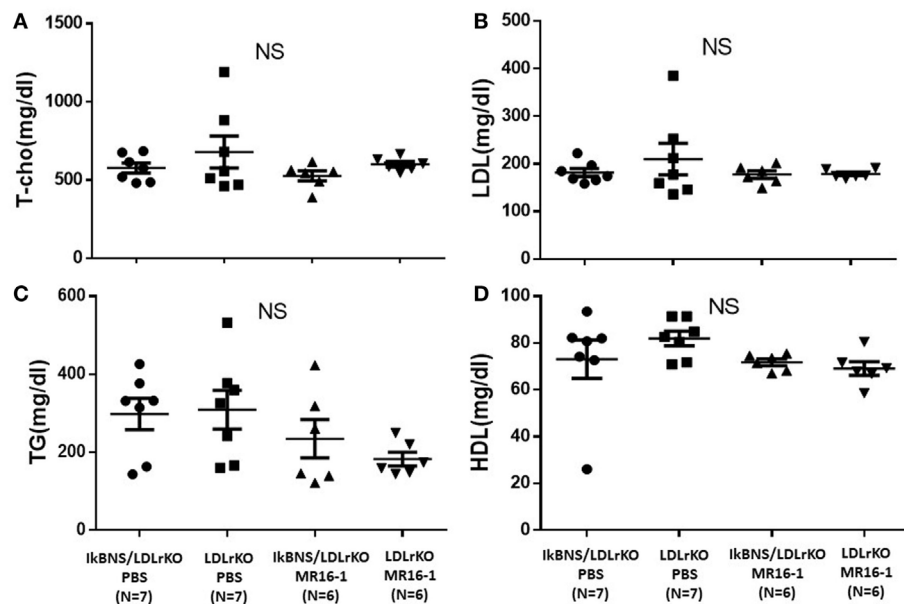 A
B
1500
1000
500
0
T-cho(mg/dl)
NS
500
400
300
200
100
0
LDL(mg/dl)
NS
C
D
600
400
200
0
TG(mg/dl)
NS
100
80
60
40
20
0
HDL(mg/dl)
NS
IkBNS/LDLrKO
PBS
(N=7)
LDLrKO
PBS
(N=7)
IkBNS/LDLrKO
MR16-1
(N=6)
LDLrKO
MR16-1
(N=6)
IkBNS/LDLrKO
PBS
(N=7)
LDLrKO
PBS
(N=7)
IkBNS/LDLrKO
MR16-1
(N=6)
LDLrKO
MR16-1
(N=6)